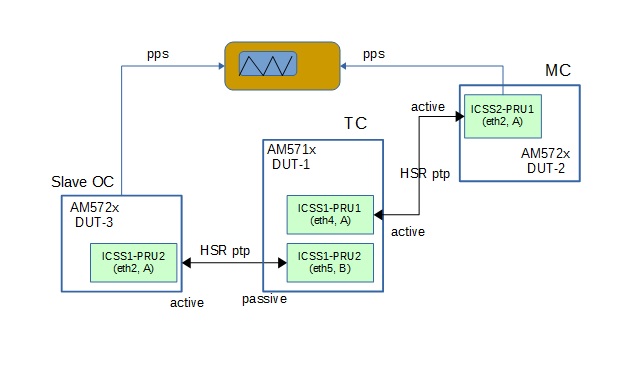 pps
pps
MC
active
ICSS2-PRU1
(eth2, A)
AM572x
DUT-2
TC
AM571x
DUT-1
HSR ptp
Slave OC
AM572x
DUT-3
ICSS1-PRU1
(eth4, A)
active
ICSS1-PRU2
(eth2, A)
HSR ptp
ICSS1-PRU2
(eth5, B)
active
passive